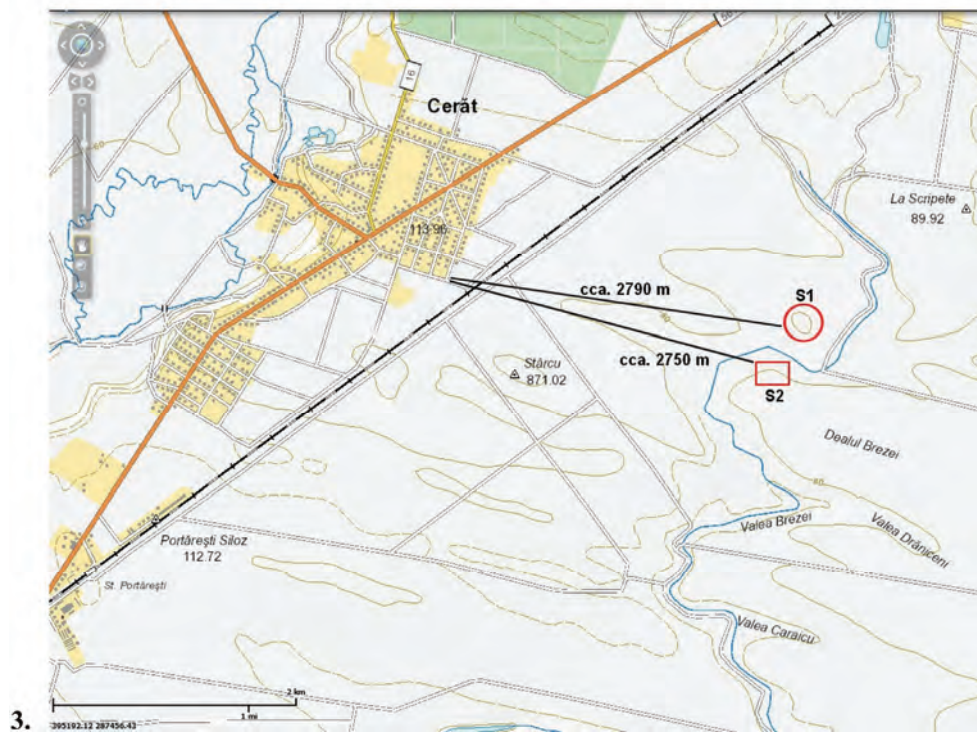 16
Cerăt
113.96
La Scripete
89.92
cca. 2790 m
S1
cca. 2750 m
S2
Stârcu
871.02
Dealul Brezei
Valea Brezei
Valea Drăniceni
Portărești Siloz
112.72
St. Portărești
Valea Caraicu
2 km
1 mi
3.
395192.12 287456.43